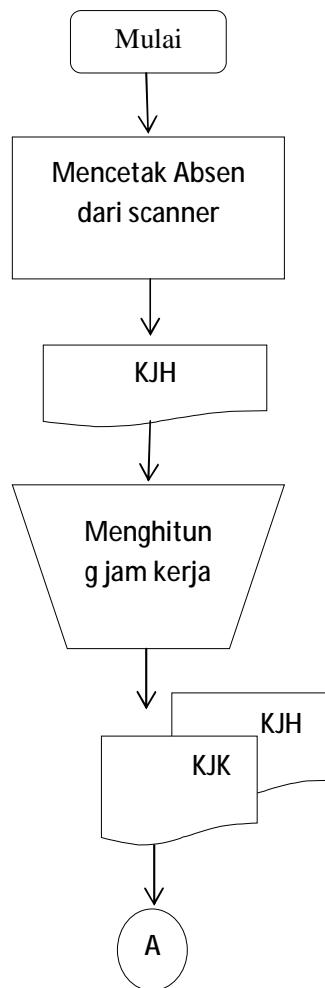 Mulai
Mencetak Absen
dari scanner
KJH
Menghitun
g jam kerja
KJH
KJK
A